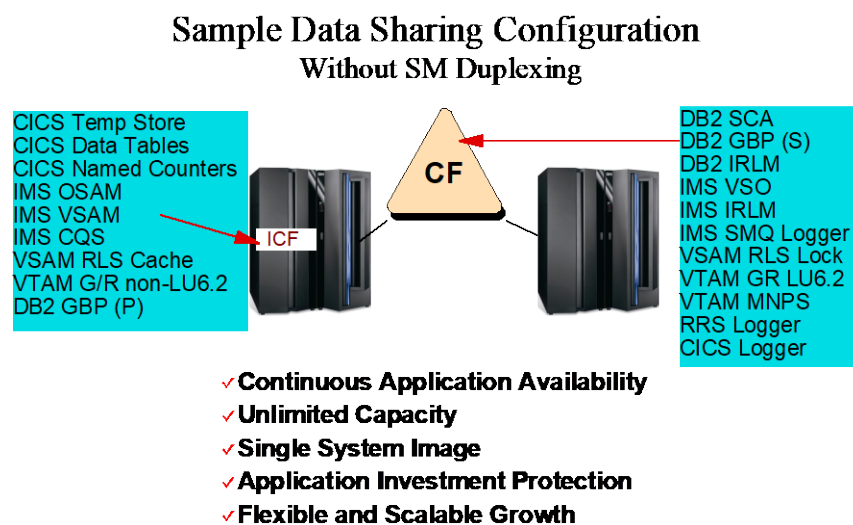 Sample Data Sharing Configuration
Without SM Duplexing
CICS Temp Store
CICS Data Tables
CICS Named Counters
IMS OSAM
IMS VSAM
IMS CQS
VSAM RLS Cache
VTAM G/R non-LU6.2
DB2 GBP (P)
ICF
CF
DB2 SCA
DB2 GBP (S)
DB2 IRLM
IMS VSO
IMS IRLM
IMS SMQ Logger
VSAM RLS Lock
VTAM GR LU6.2
VTAM MNPS
RRS Logger
CICS Logger
✓Continuous Application Availability
✓Unlimited Capacity
✓Single System Image
✓Application Investment Protection
✓Flexible and Scalable Growth